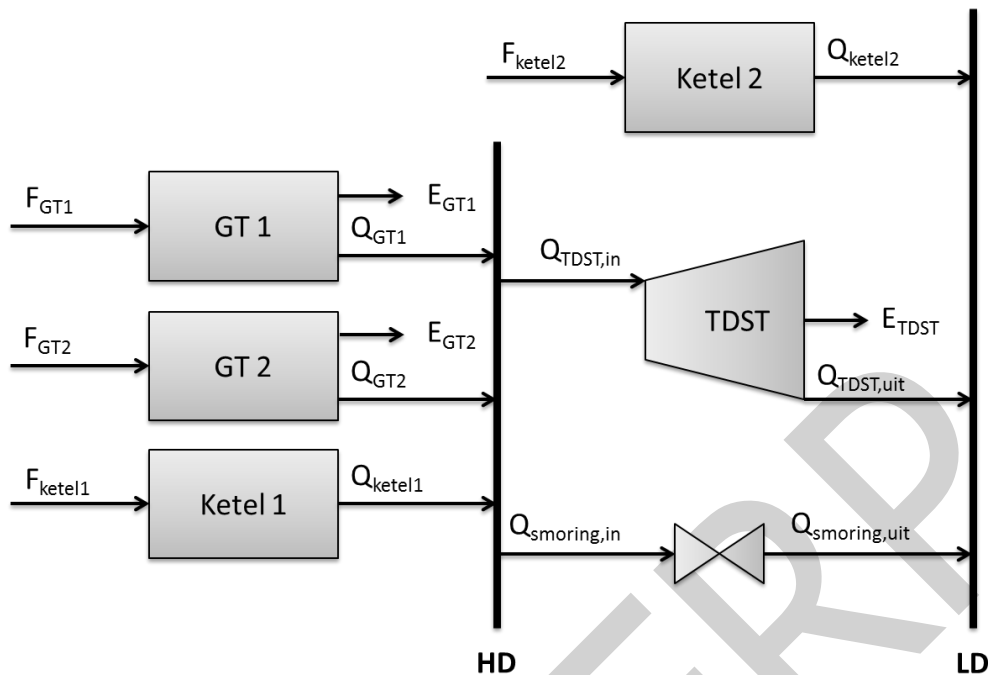 F_ketel2
Ketel 2
Q_ketel2
F_GT1
GT 1
E_GT1
Q_GT1
Q_TDST,in
TDST
E_TDST
F_GT2
GT 2
E_GT2
Q_GT2
Q_TDST,uit
F_ketel1
Ketel 1
Q_ketel1
Q_smoring,in
Q_smoring,uit
HD
LD